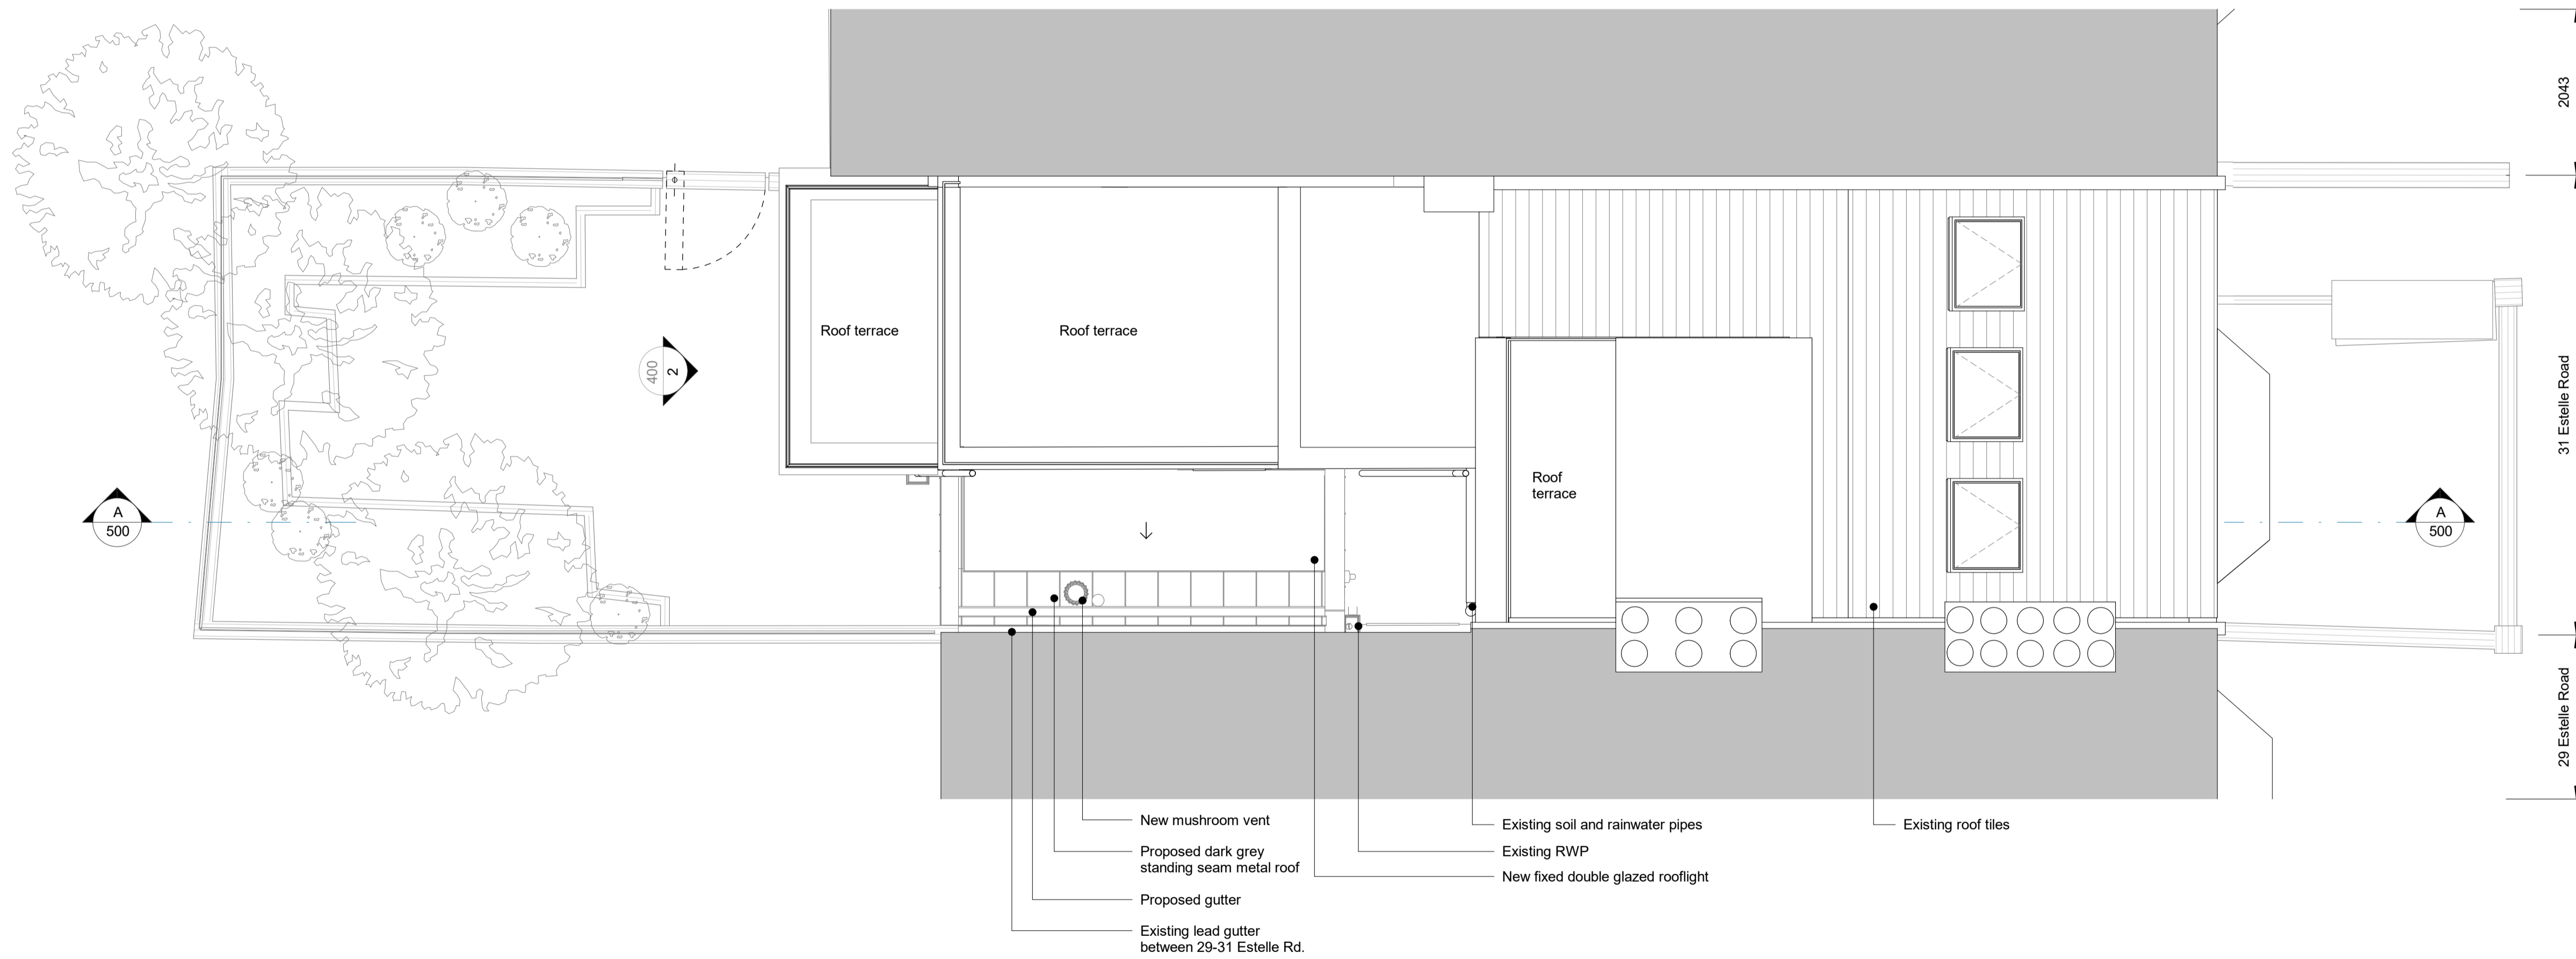 2043
Roof terrace
Roof terrace
400
2
31 Estelle Road
Roof
terrace
A
500
A
500
29 Estelle Road
New mushroom vent
Proposed dark grey
standing seam metal roof
Proposed gutter
Existing lead gutter
between 29-31 Estelle Rd.
Existing soil and rainwater pipes
Existing RWP
New fixed double glazed rooflight
Existing roof tiles